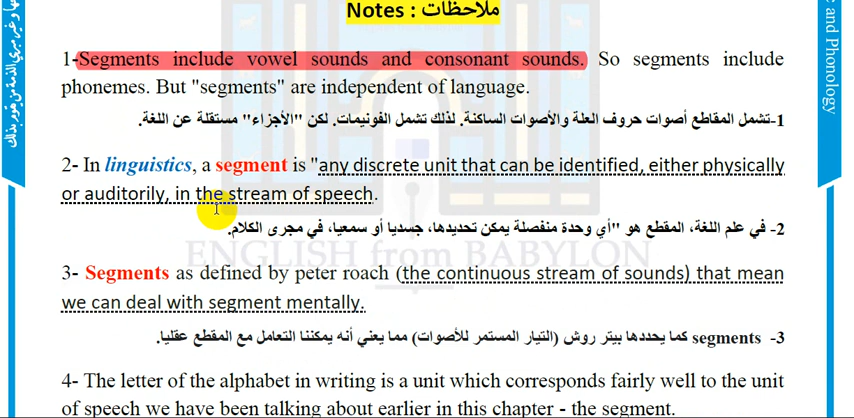 Notes : ملاحظات
1-Segments include vowel sounds and consonant sounds. So segments include
phonemes. But "segments" are independent of language.
1-تشمل المقاطع أصوات حروف العلة والأصوات الساكنة. لذلك تشمل الفونيمات. لكن "الأجزاء" مستقلة عن اللغة.
2- In linguistics, a segment is "any discrete unit that can be identified, either physically
or auditorily, in the stream of speech.
2- في علم اللغة، المقطع هو "أي وحدة منفصلة يمكن تحديدها، جسديا أو سمعيا، في مجرى الكلام.
ENGLISH from BABYLON
3- Segments as defined by peter roach (the continuous stream of sounds) that mean
we can deal with segment mentally.
3- segments كما يحددها بيتر روش (التيار المستمر للأصوات) مما يعني أنه يمكننا التعامل مع المقطع عقليا.
4- The letter of the alphabet in writing is a unit which corresponds fairly well to the unit
of speech we have been talking about earlier in this chapter - the segment.
c and Phonology